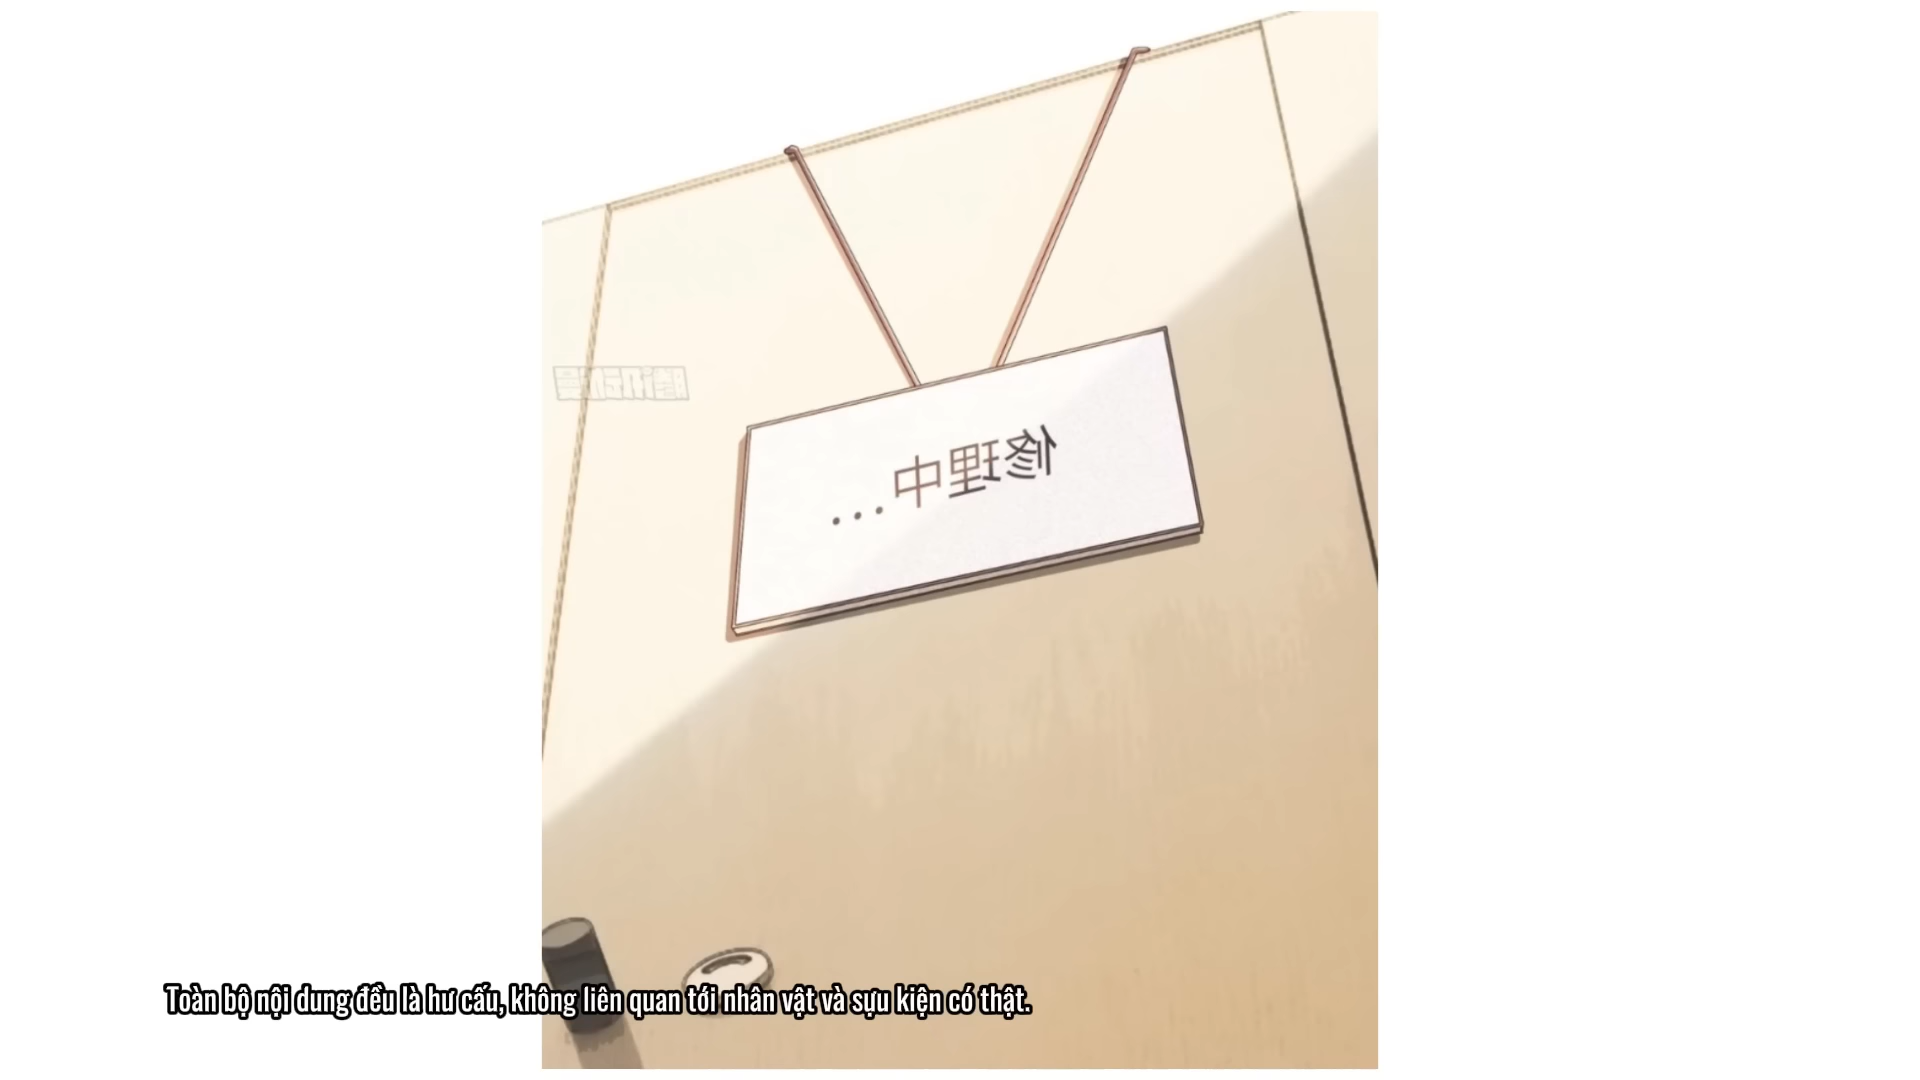 修理中...
Toàn bộ nội dung đều là hư cấu, không liên quan tới nhân vật và sựu kiện có thật.